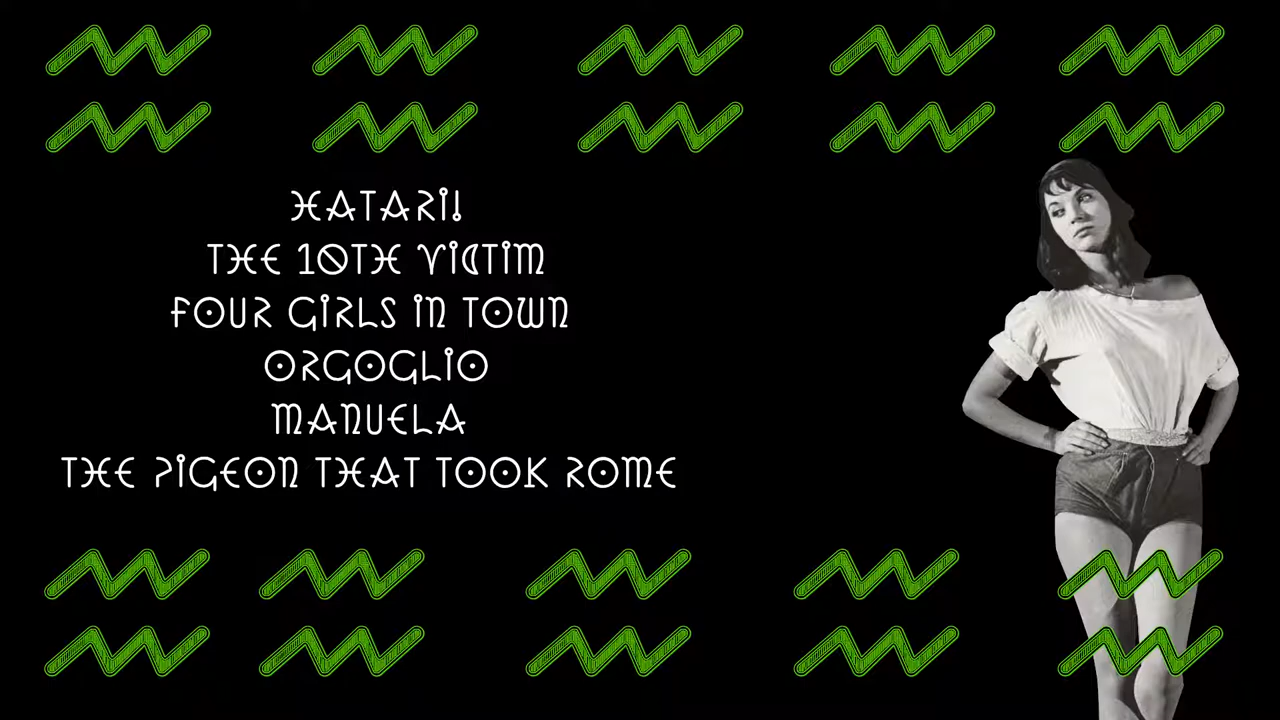 HATARI!
THE 10TH VICTIM
FOUR GIRLS IN TOWN
ORGOGLIO
MANUELA
THE PIGEON THAT TOOK ROME